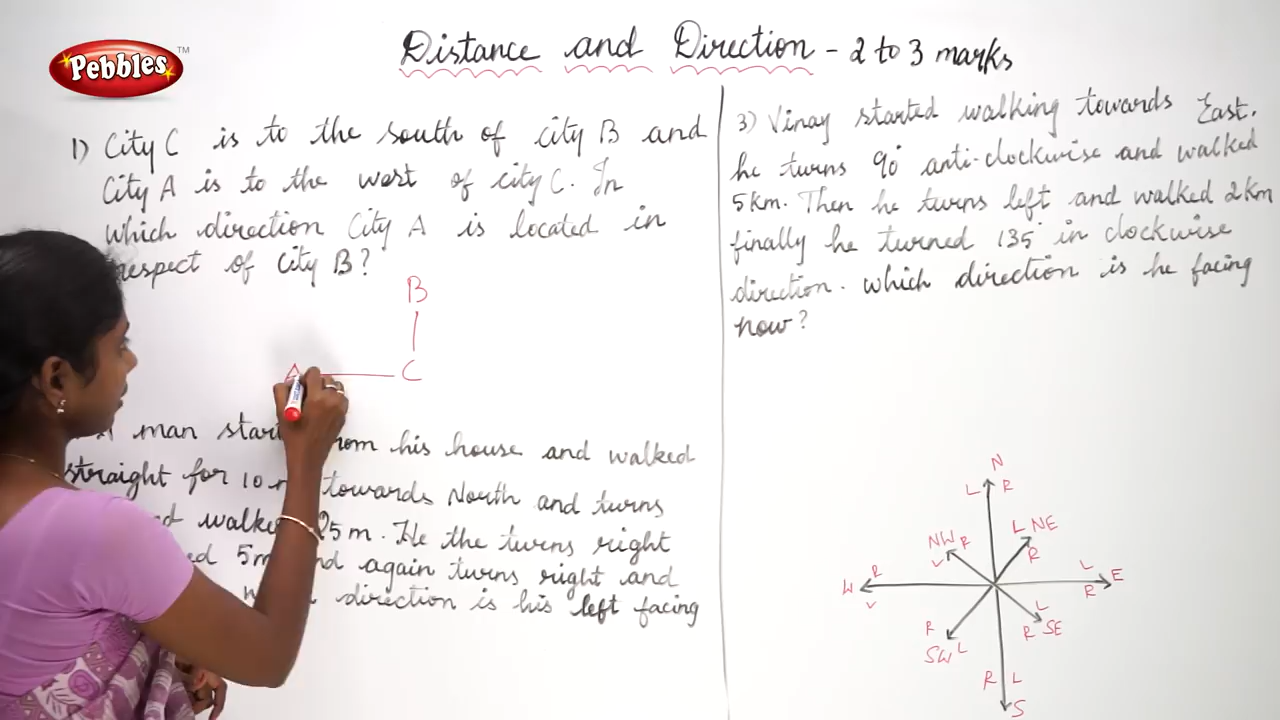 Pebbles TM
Distance and Direction - 2 to 3 marks
1) City C is to the south of city B and
City A is to the west of city C. In
which direction City A is located in
respect of City B?
B
A C
man start from his house and walked
straight for 10 m towards North and turns
walked 25m. He the turns right
5m and again turns right and
direction is his left facing
3) Vinay started walking towards East.
he turns 90° anti-clockwise and walked
5km. Then he turns left and walked 2km
finally he turned 135° in clockwise
direction. which direction is he facing
now?
N
L R
L NE
NW R R
L
W R L E
L R
R L
R SE
SW L
R L
S